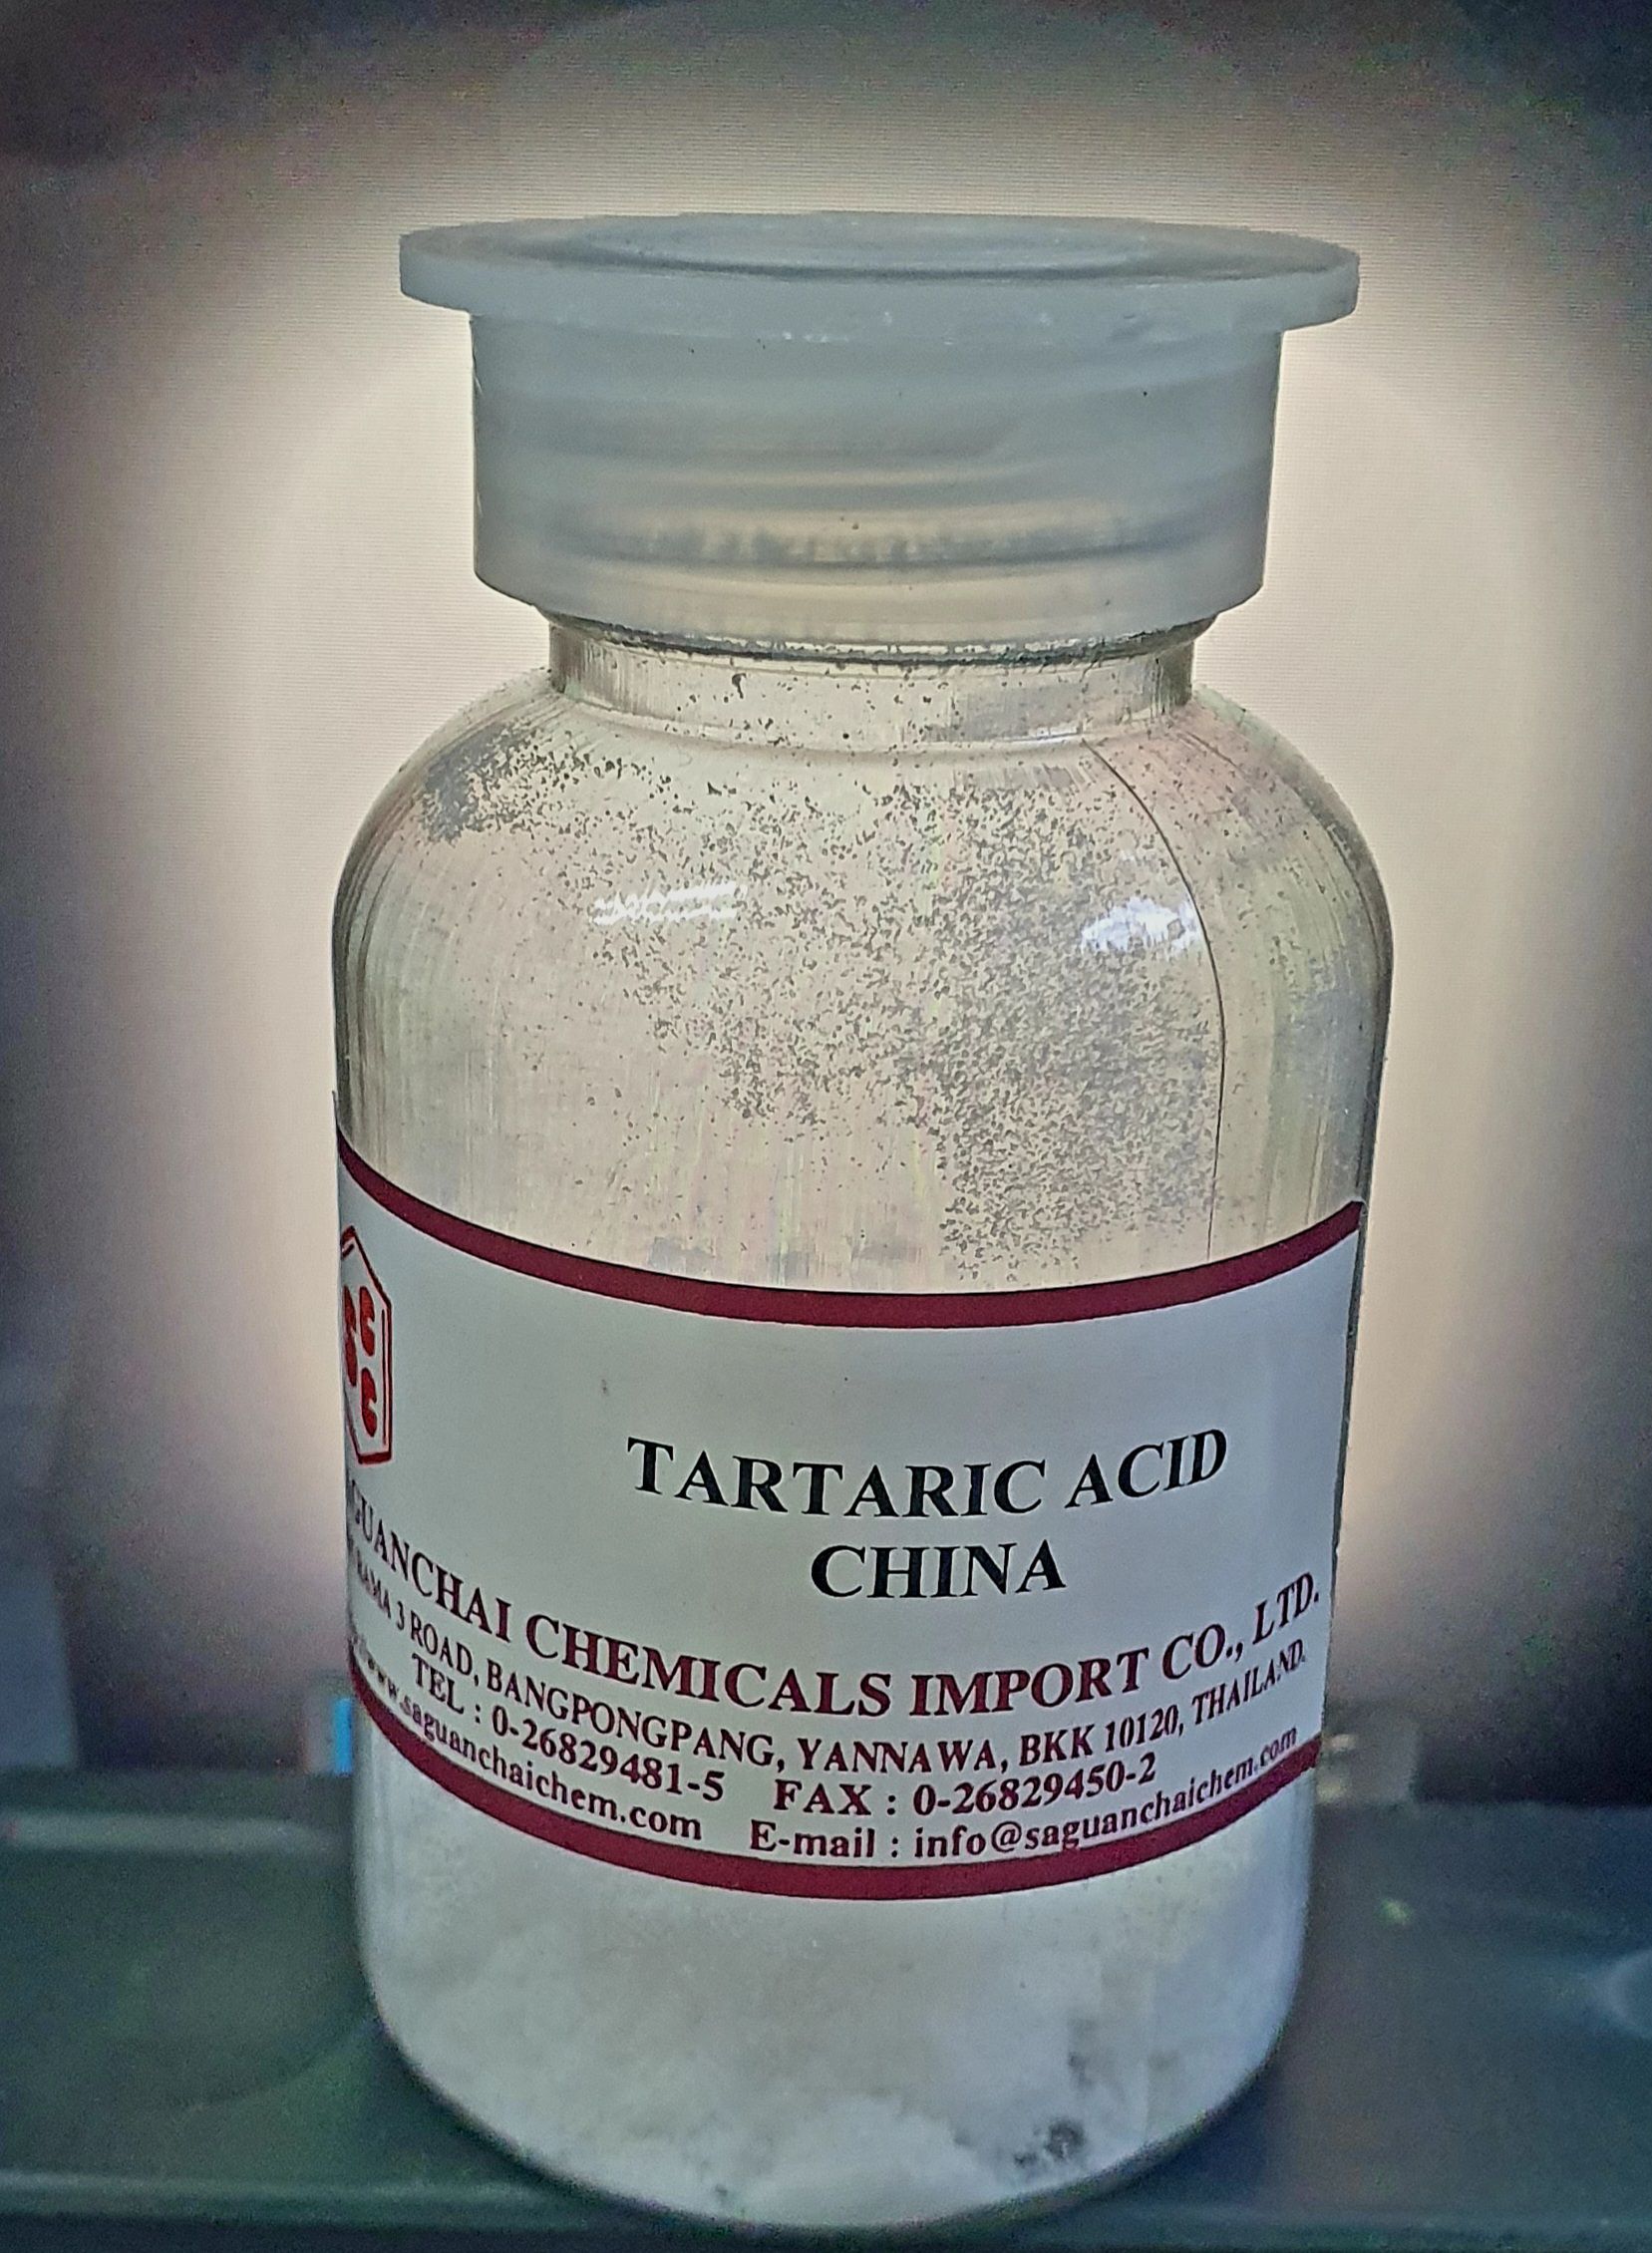 SCC
TARTARIC ACID
CHINA
GUANCHAI CHEMICALS IMPORT CO., LTD.
RAMA 3 ROAD, BANGPONGPANG, YANNAWA, BKK 10120, THAILAND.
TEL : 0-26829481-5 FAX : 0-26829450-2
www.saguanchaichem.com E-mail : info@saguanchaichem.com